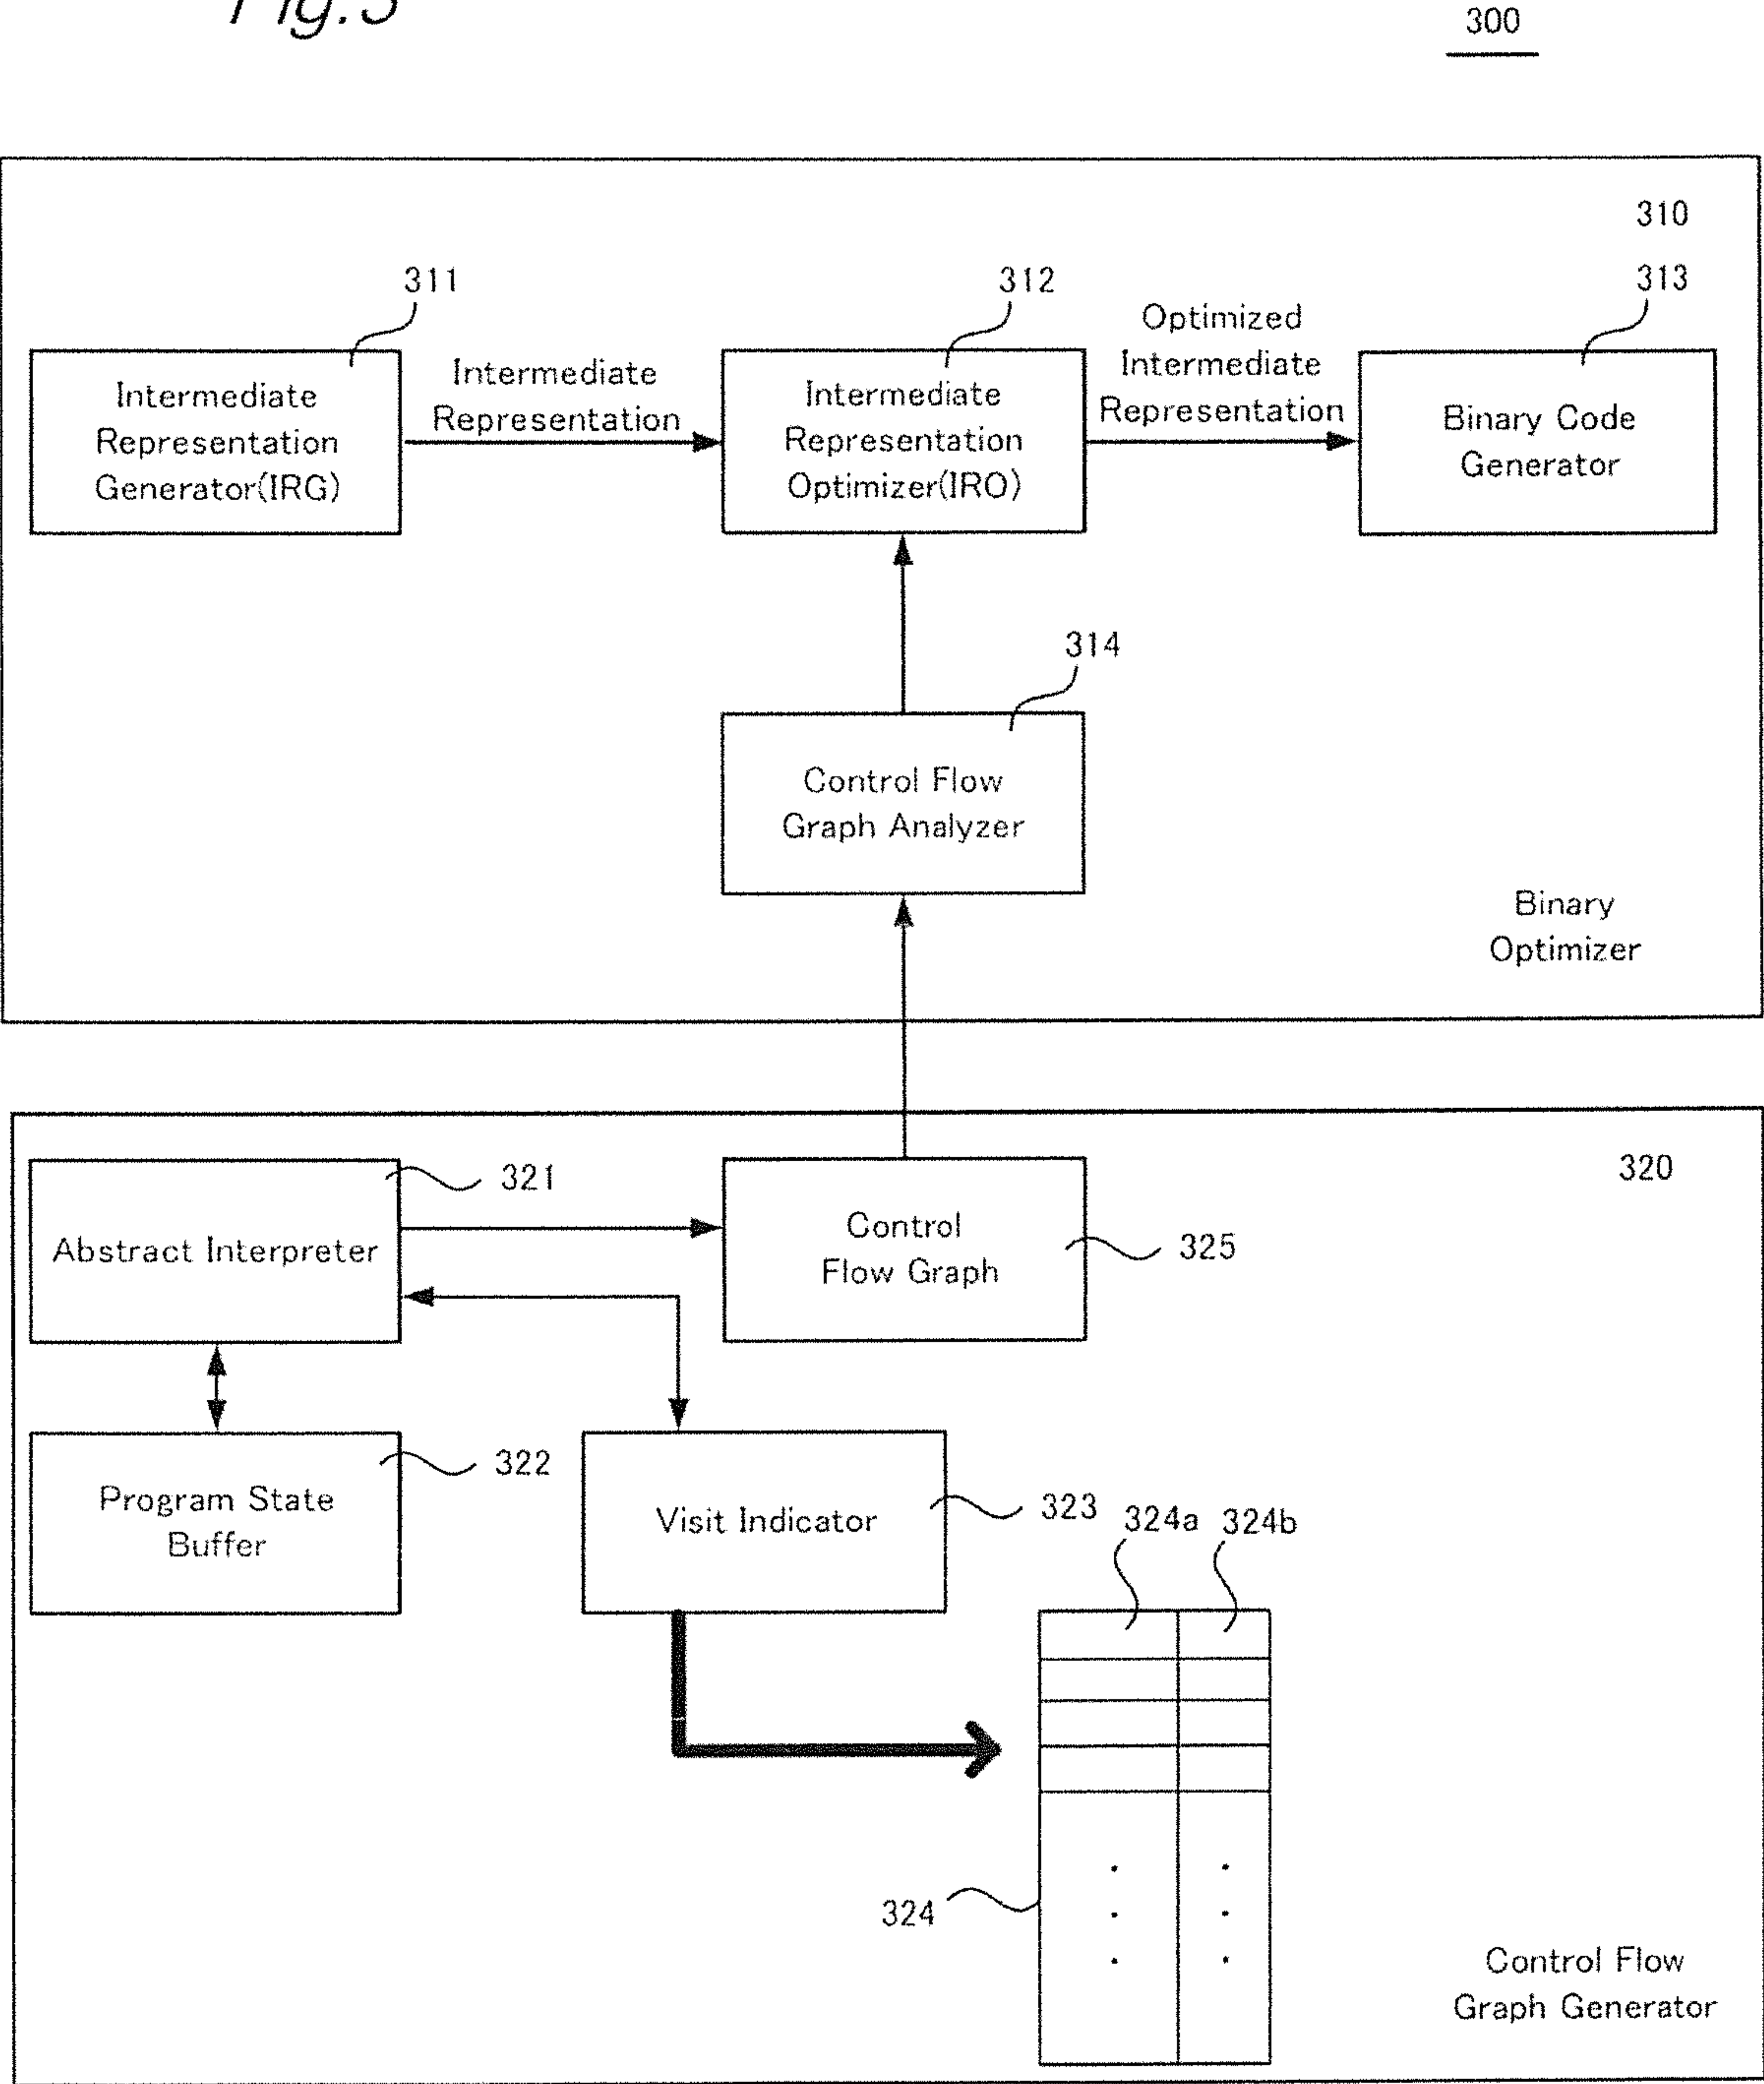 Fig.3
300
310
311
312
313
Intermediate
Representation
Generator(IRG)
Intermediate
Representation
Intermediate
Representation
Optimizer(IRO)
Optimized
Intermediate
Representation
Binary Code
Generator
314
Control Flow
Graph Analyzer
Binary
Optimizer
320
321
Abstract Interpreter
Control
Flow Graph
325
322
Program State
Buffer
Visit Indicator
323
324a
324b
324
Control Flow
Graph Generator